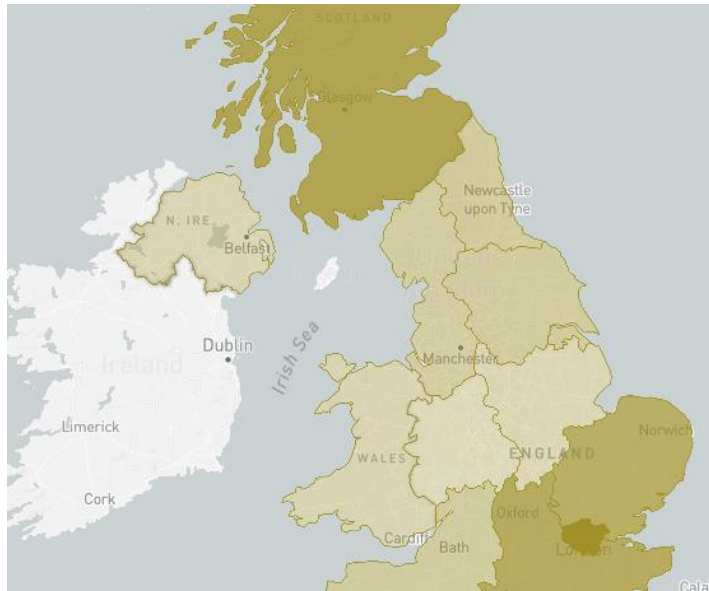 SCOTLAND
Glasgow
Newcastle
upon Tyne
N. IRE.
Belfast
Irish Sea
Dublin
Ireland
Manchester
Limerick
Norwich
WALES
ENGLAND
Cork
Oxford
Cardiff
Bath
London